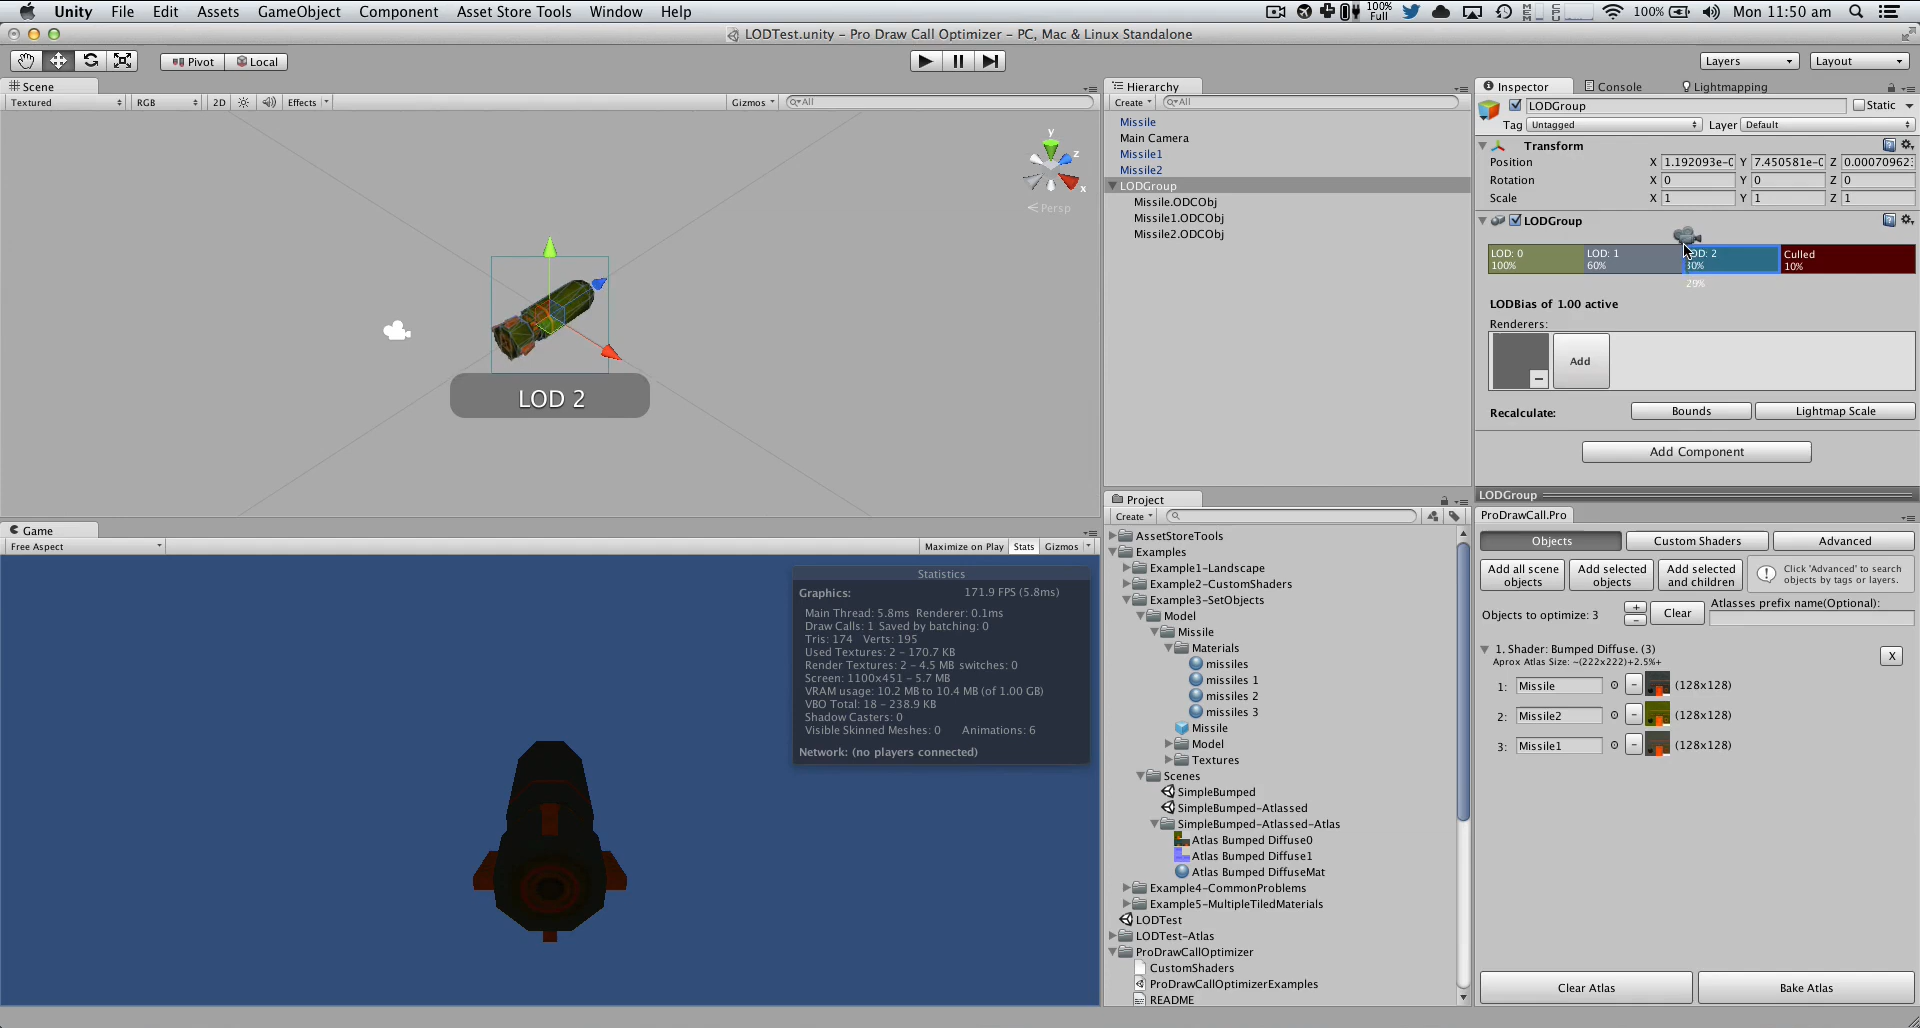 Unity File Edit Assets GameObject Component Asset Store Tools Window Help 100% Full 100% Mon 11:50 am
LODTest.unity - Pro Draw Call Optimizer - PC, Mac & Linux Standalone
Pivot Local Layers Layout
Scene
Textured RGB 2D Effects Gizmos All
y
z
x
Persp
LOD 2
Game
Free Aspect Maximize on Play Stats Gizmos
Statistics
Graphics: 171.9 FPS (5.8ms)
Main Thread: 5.8ms Renderer: 0.1ms
Draw Calls: 1 Saved by batching: 0
Tris: 174 Verts: 195
Used Textures: 2 - 170.7 KB
Render Textures: 2 - 4.5 MB switches: 0
Screen: 1100x451 - 5.7 MB
VRAM usage: 10.2 MB to 10.4 MB (of 1.00 GB)
VBO Total: 18 - 238.9 KB
Shadow Casters: 0
Visible Skinned Meshes: 0 Animations: 6
Network: (no players connected)
Hierarchy
Create All
Missile
Main Camera
Missile1
Missile2
LODGroup
Missile.ODCObj
Missile1.ODCObj
Missile2.ODCObj
Project
Create
AssetStoreTools
Examples
Example1-Landscape
Example2-CustomShaders
Example3-SetObjects
Model
Missile
Materials
missiles
missiles 1
missiles 2
missiles 3
Missile
Model
Textures
Scenes
SimpleBumped
SimpleBumped-Atlassed
SimpleBumped-Atlassed-Atlas
Atlas Bumped Diffuse0
Atlas Bumped Diffuse1
Atlas Bumped DiffuseMat
Example4-CommonProblems
Example5-MultipleTiledMaterials
LODTest
LODTest-Atlas
ProDrawCallOptimizer
CustomShaders
ProDrawCallOptimizerExamples
README
Inspector Console Lightmapping
LODGroup Static
Tag Untagged Layer Default
Transform
Position X 1.192093e-0 Y 7.450581e-0 Z 0.000709623
Rotation X 0 Y 0 Z 0
Scale X 1 Y 1 Z 1
LODGroup
LOD: 0 LOD: 1 LOD: 2 Culled
100% 60% 30% 10%
29%
LODBias of 1.00 active
Renderers:
Add
Recalculate: Bounds Lightmap Scale
Add Component
LODGroup
ProDrawCall.Pro
Objects Custom Shaders Advanced
Add all scene objects Add selected objects Add selected and children Click 'Advanced' to search objects by tags or layers.
Objects to optimize: 3 + - Clear Atlasses prefix name(Optional):
1. Shader: Bumped Diffuse. (3) X
Aprox Atlas Size: ~(222x222)+2.5%+
1: Missile - (128x128)
2: Missile2 - (128x128)
3: Missile1 - (128x128)
Clear Atlas Bake Atlas